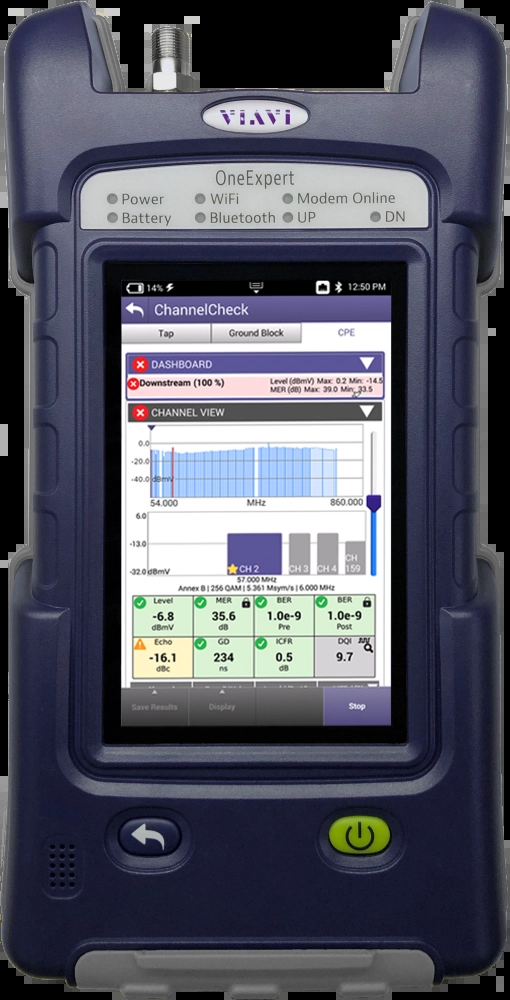 VIAVI
OneExpert
Power WiFi Modem Online
Battery Bluetooth UP DN
14% 12:50 PM
ChannelCheck
Tap Ground Block CPE
DASHBOARD
Downstream (100 %) Level (dBmV) Max: 0.2 Min: -14.5
MER (dB) Max: 39.0 Min: 33.5
CHANNEL VIEW
0.0
-20.0
-40.0 dBmV
54.000 MHz 860.000
6.0
-13.0
-32.0 dBmV CH 2 CH 3 CH 4 CH 159
57.000 MHz
Annex B | 256 QAM | 5.361 Msym/s | 6.000 MHz
Level MER BER BER
-6.8 35.6 1.0e-9 1.0e-9
dBmV dB Pre Post
Echo GD ICFR DQI
-16.1 234 0.5 9.7
dBc ns dB
Save Results Display Stop